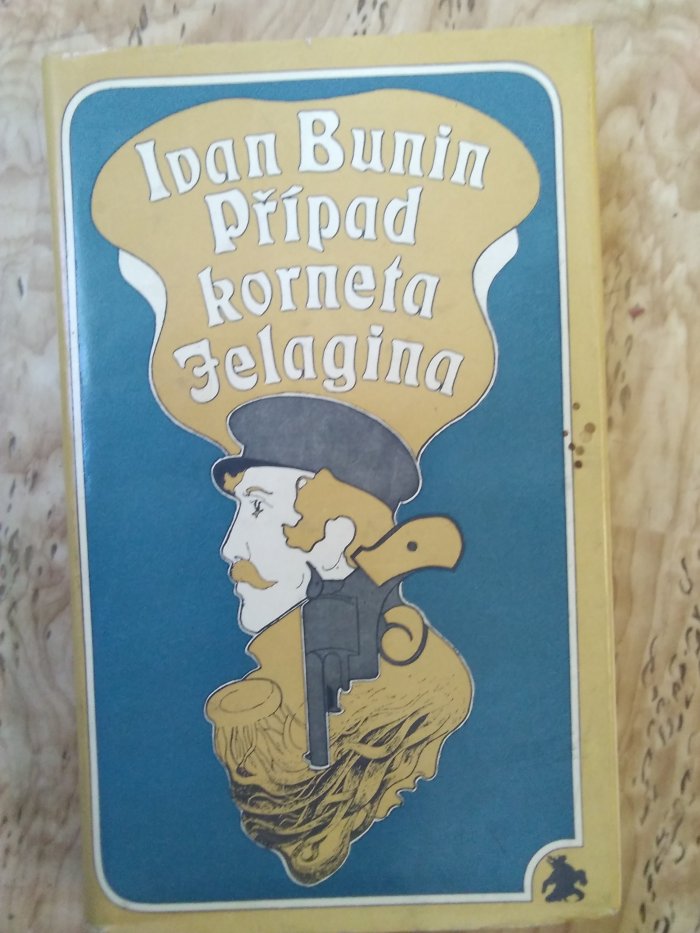 Ivan Bunin
Případ
korneta
Jelagina